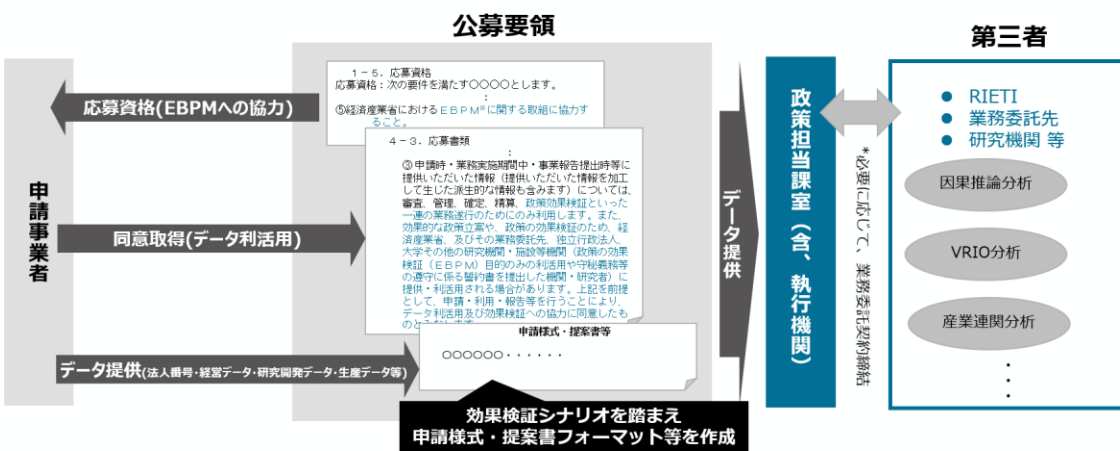 公募要領
第三者
申請事業者
応募資格(EBPMへの協力)
同意取得(データ利活用)
データ提供(法人番号・経営データ・研究開発データ・生産データ等)
1-5.応募資格
応募資格:次の要件を満たす〇〇〇〇とします。
:
⑤経済産業省におけるEBPM※に関する取組に協力す
ること。
4-3.応募書類
:
③申請時・業務実施期間中・事業報告提出時等に
提供いただいた情報(提供いただいた情報を加工
して生じた派生的な情報も含みます)については、
審査、管理、確定、精算、政策効果検証といった
一連の業務遂行のためにのみ利用します。また、
効果的な政策立案や、政策の効果検証のため、経
済産業省、及びその業務委託先、独立行政法人、
大学その他の研究機関・施設等機関(政策の効果
検証(EBPM)目的のみの利活用や守秘義務等
の遵守に係る誓約書を提出した機関・研究者)に
提供・利活用される場合があります。上記を前提
として、申請・利用・報告等を行うことにより、
データ利活用及び効果検証への協力に同意したも
のとみなします
申請様式・提案書等
〇〇〇〇〇〇・・・・・・
効果検証シナリオを踏まえ
申請様式・提案書フォーマット等を作成
データ提供
政策担当課室(含、執行機関)
*必要に応じて、業務委託契約締結
● RIETI
● 業務委託先
● 研究機関 等
因果推論分析
VRIO分析
産業連関分析
・
・
・